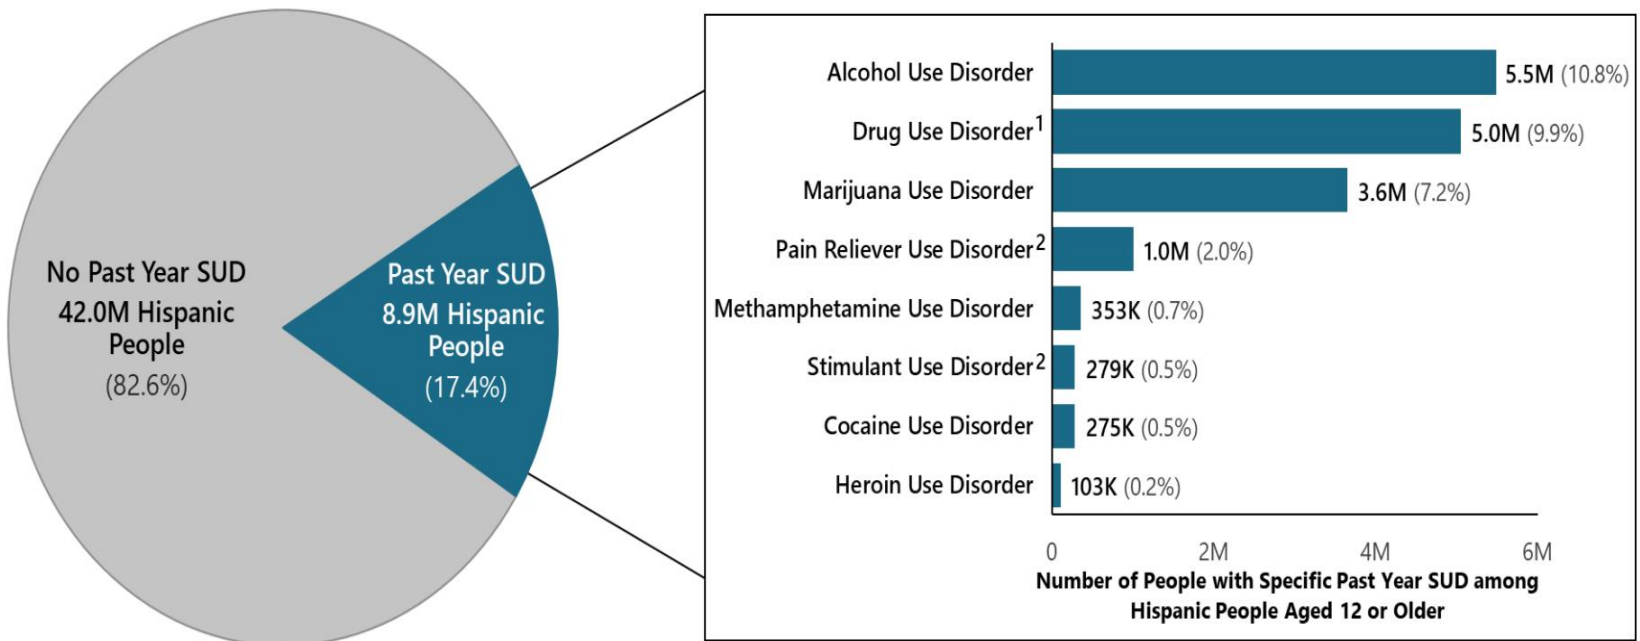 No Past Year SUD
42.0M Hispanic
People
(82.6%)
Past Year SUD
8.9M Hispanic
People
(17.4%)
Alcohol Use Disorder
5.5M (10.8%)
Drug Use Disorder¹
5.0M (9.9%)
Marijuana Use Disorder
3.6M (7.2%)
Pain Reliever Use Disorder²
1.0M (2.0%)
Methamphetamine Use Disorder
353K (0.7%)
Stimulant Use Disorder²
279K (0.5%)
Cocaine Use Disorder
275K (0.5%)
Heroin Use Disorder
103K (0.2%)
0 2M 4M 6M
Number of People with Specific Past Year SUD among
Hispanic People Aged 12 or Older